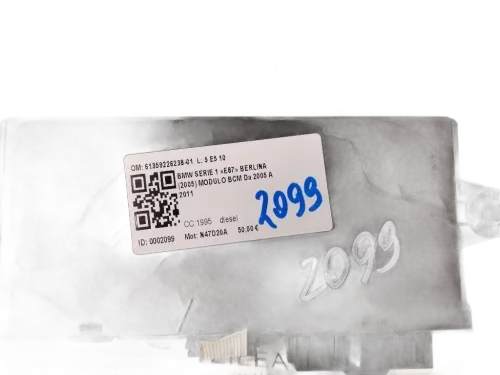 OM: 61359226238-01 L: 5 E5 10
BMW SERIE 1 «E87» BERLINA
(2005) MODULO BCM Da 2005 A
2011
CC 1995 diesel
ID: 0002099 Mot: N47D20A 50,00 €
2099
2099